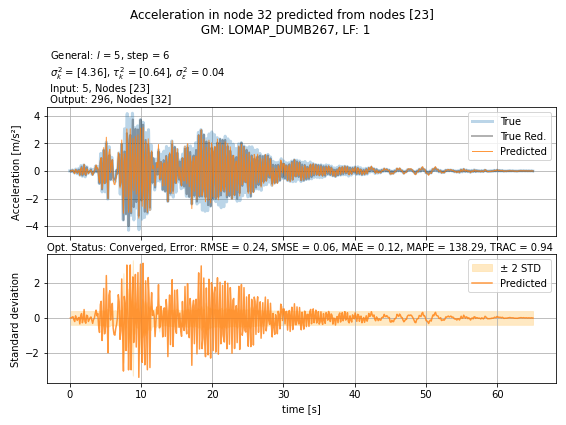 Acceleration in node 32 predicted from nodes [23]
GM: LOMAP_DUMB267, LF: 1
General: l = 5, step = 6
σ²ₖ = [4.36], τ²ₖ = [0.64], σ²ε = 0.04
Input: 5, Nodes [23]
Output: 296, Nodes [32]
Acceleration [m/s²]
4
2
0
−2
−4
True
True Red.
Predicted
Opt. Status: Converged, Error: RMSE = 0.24, SMSE = 0.06, MAE = 0.12, MAPE = 138.29, TRAC = 0.94
Standard deviation
2
0
−2
± 2 STD
Predicted
0 10 20 30 40 50 60
time [s]